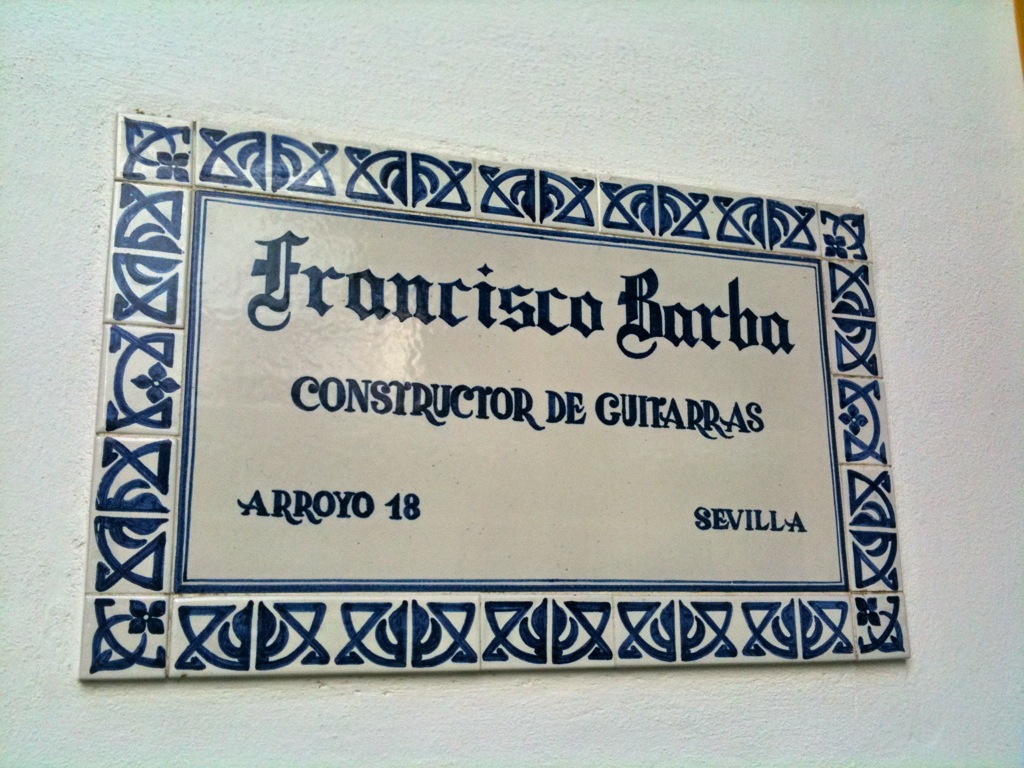 Francisco Barba
CONSTRUCTOR DE GUITARRAS
ARROYO 18 SEVILLA